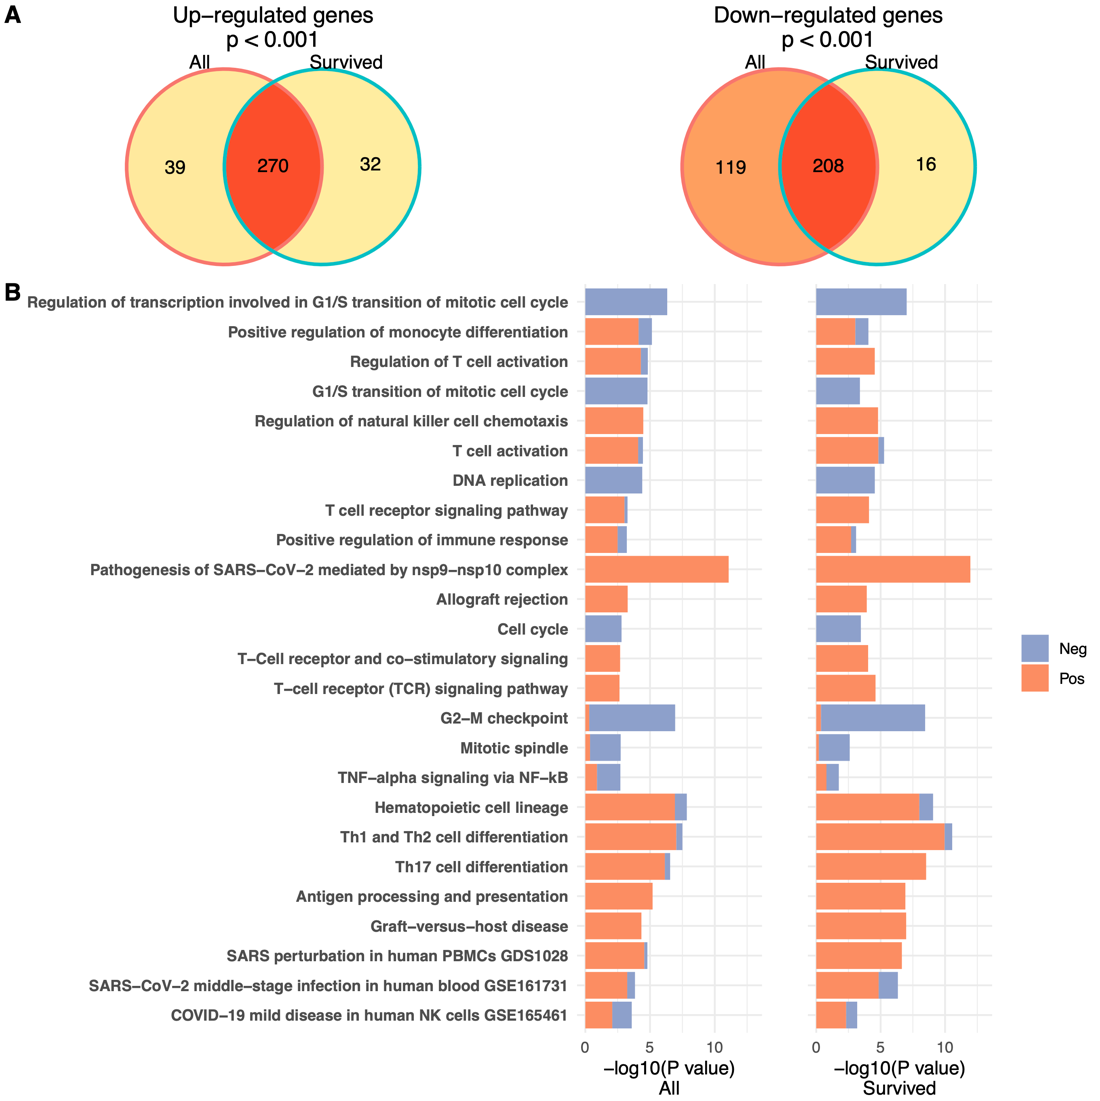 A
Up−regulated genes
p < 0.001
All
Survived
39
270
32
Down−regulated genes
p < 0.001
All
Survived
119
208
16
B
Regulation of transcription involved in G1/S transition of mitotic cell cycle
Positive regulation of monocyte differentiation
Regulation of T cell activation
G1/S transition of mitotic cell cycle
Regulation of natural killer cell chemotaxis
T cell activation
DNA replication
T cell receptor signaling pathway
Positive regulation of immune response
Pathogenesis of SARS−CoV−2 mediated by nsp9−nsp10 complex
Allograft rejection
Cell cycle
T−Cell receptor and co−stimulatory signaling
T−cell receptor (TCR) signaling pathway
G2−M checkpoint
Mitotic spindle
TNF−alpha signaling via NF−kB
Hematopoietic cell lineage
Th1 and Th2 cell differentiation
Th17 cell differentiation
Antigen processing and presentation
Graft−versus−host disease
SARS perturbation in human PBMCs GDS1028
SARS−CoV−2 middle−stage infection in human blood GSE161731
COVID−19 mild disease in human NK cells GSE165461
0 5 10
−log10(P value)
All
0 5 10
−log10(P value)
Survived
Neg
Pos